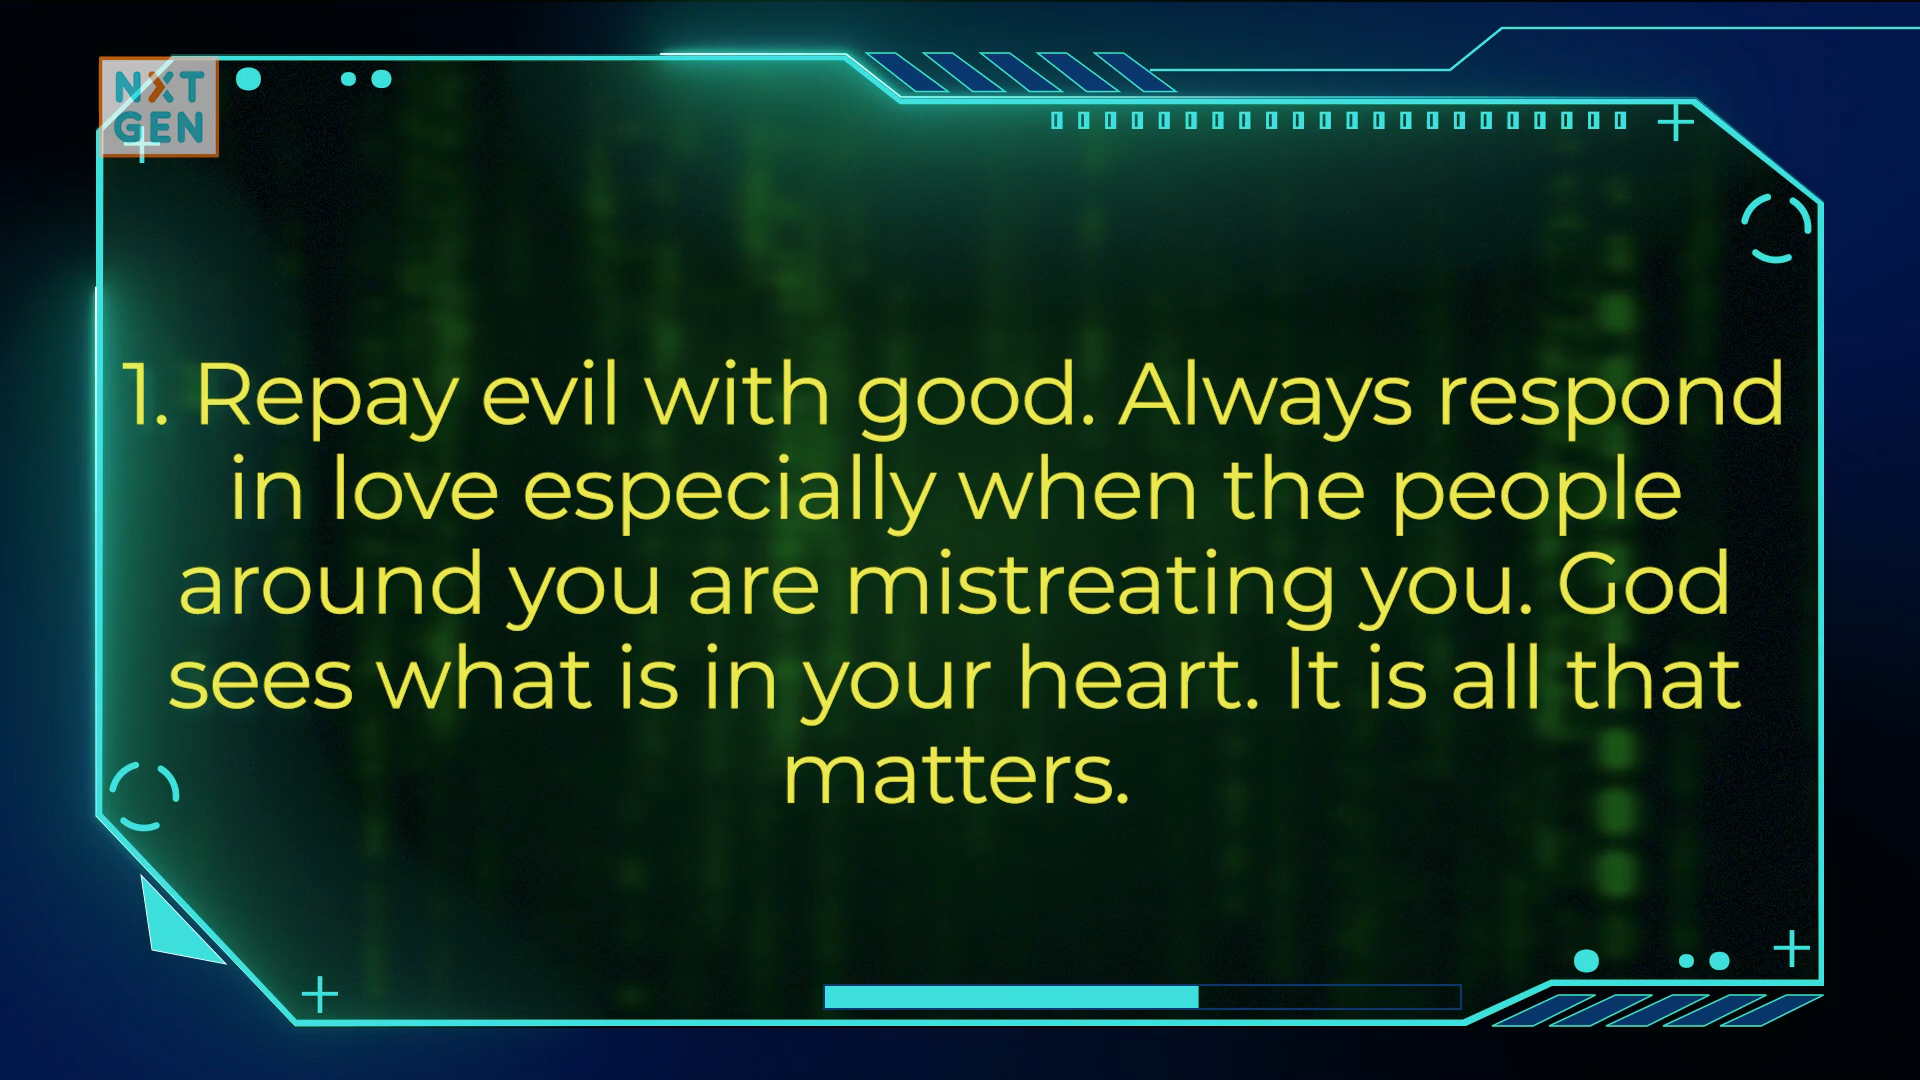 NXT
GEN
1. Repay evil with good. Always respond
in love especially when the people
around you are mistreating you. God
sees what is in your heart. It is all that
matters.